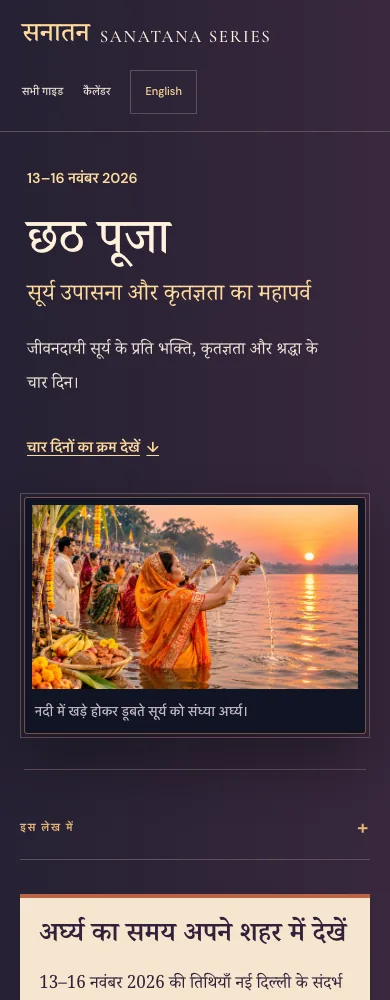 सनातन SANATANA SERIES
सभी गाइड कैलेंडर English
13–16 नवंबर 2026
छठ पूजा
सूर्य उपासना और कृतज्ञता का महापर्व
जीवनदायी सूर्य के प्रति भक्ति, कृतज्ञता और श्रद्धा के
चार दिन।
चार दिनों का क्रम देखें ↓
नदी में खड़े होकर डूबते सूर्य को संध्या अर्घ्य।
इस लेख में +
अर्घ्य का समय अपने शहर में देखें
13–16 नवंबर 2026 की तिथियाँ नई दिल्ली के संदर्भ